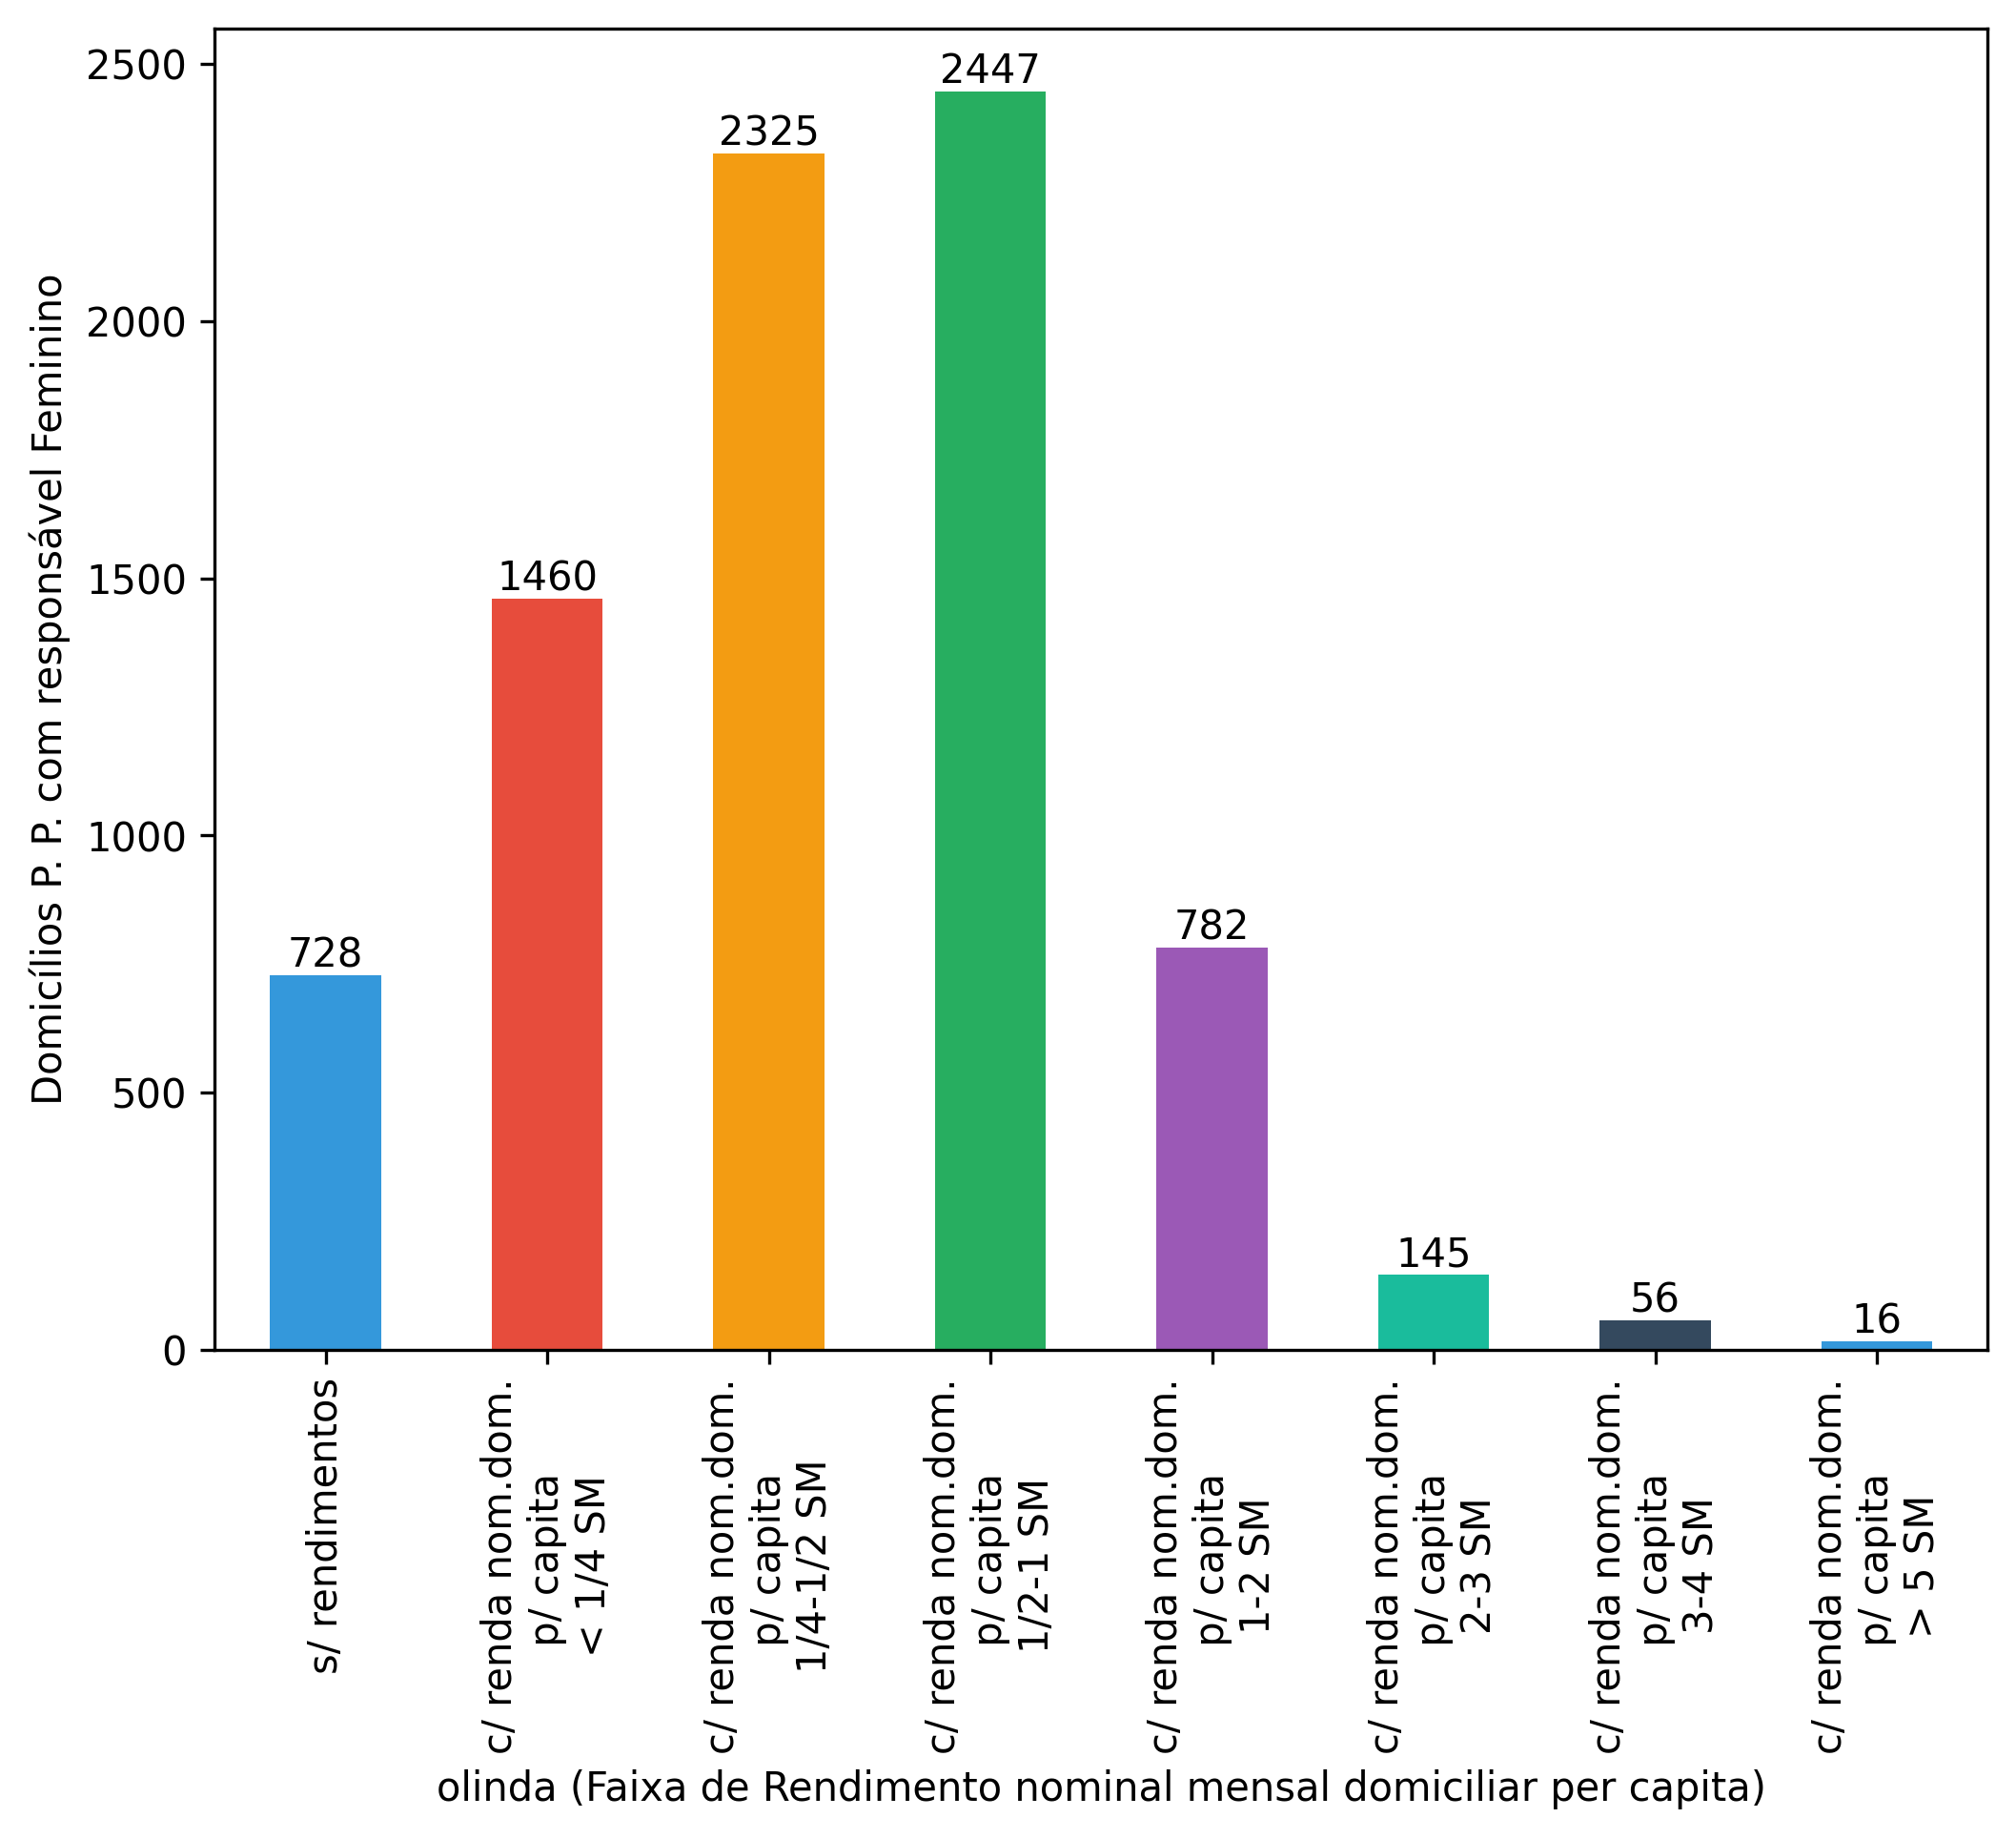 Domicílios P. P. com responsável Feminino
2500
2000
1500
1000
500
0
728
1460
2325
2447
782
145
56
16
s/ rendimentos
c/ renda nom.dom.
p/ capita
< 1/4 SM
c/ renda nom.dom.
p/ capita
1/4-1/2 SM
c/ renda nom.dom.
p/ capita
1/2-1 SM
c/ renda nom.dom.
p/ capita
1-2 SM
c/ renda nom.dom.
p/ capita
2-3 SM
c/ renda nom.dom.
p/ capita
3-4 SM
c/ renda nom.dom.
p/ capita
> 5 SM
olinda (Faixa de Rendimento nominal mensal domiciliar per capita)